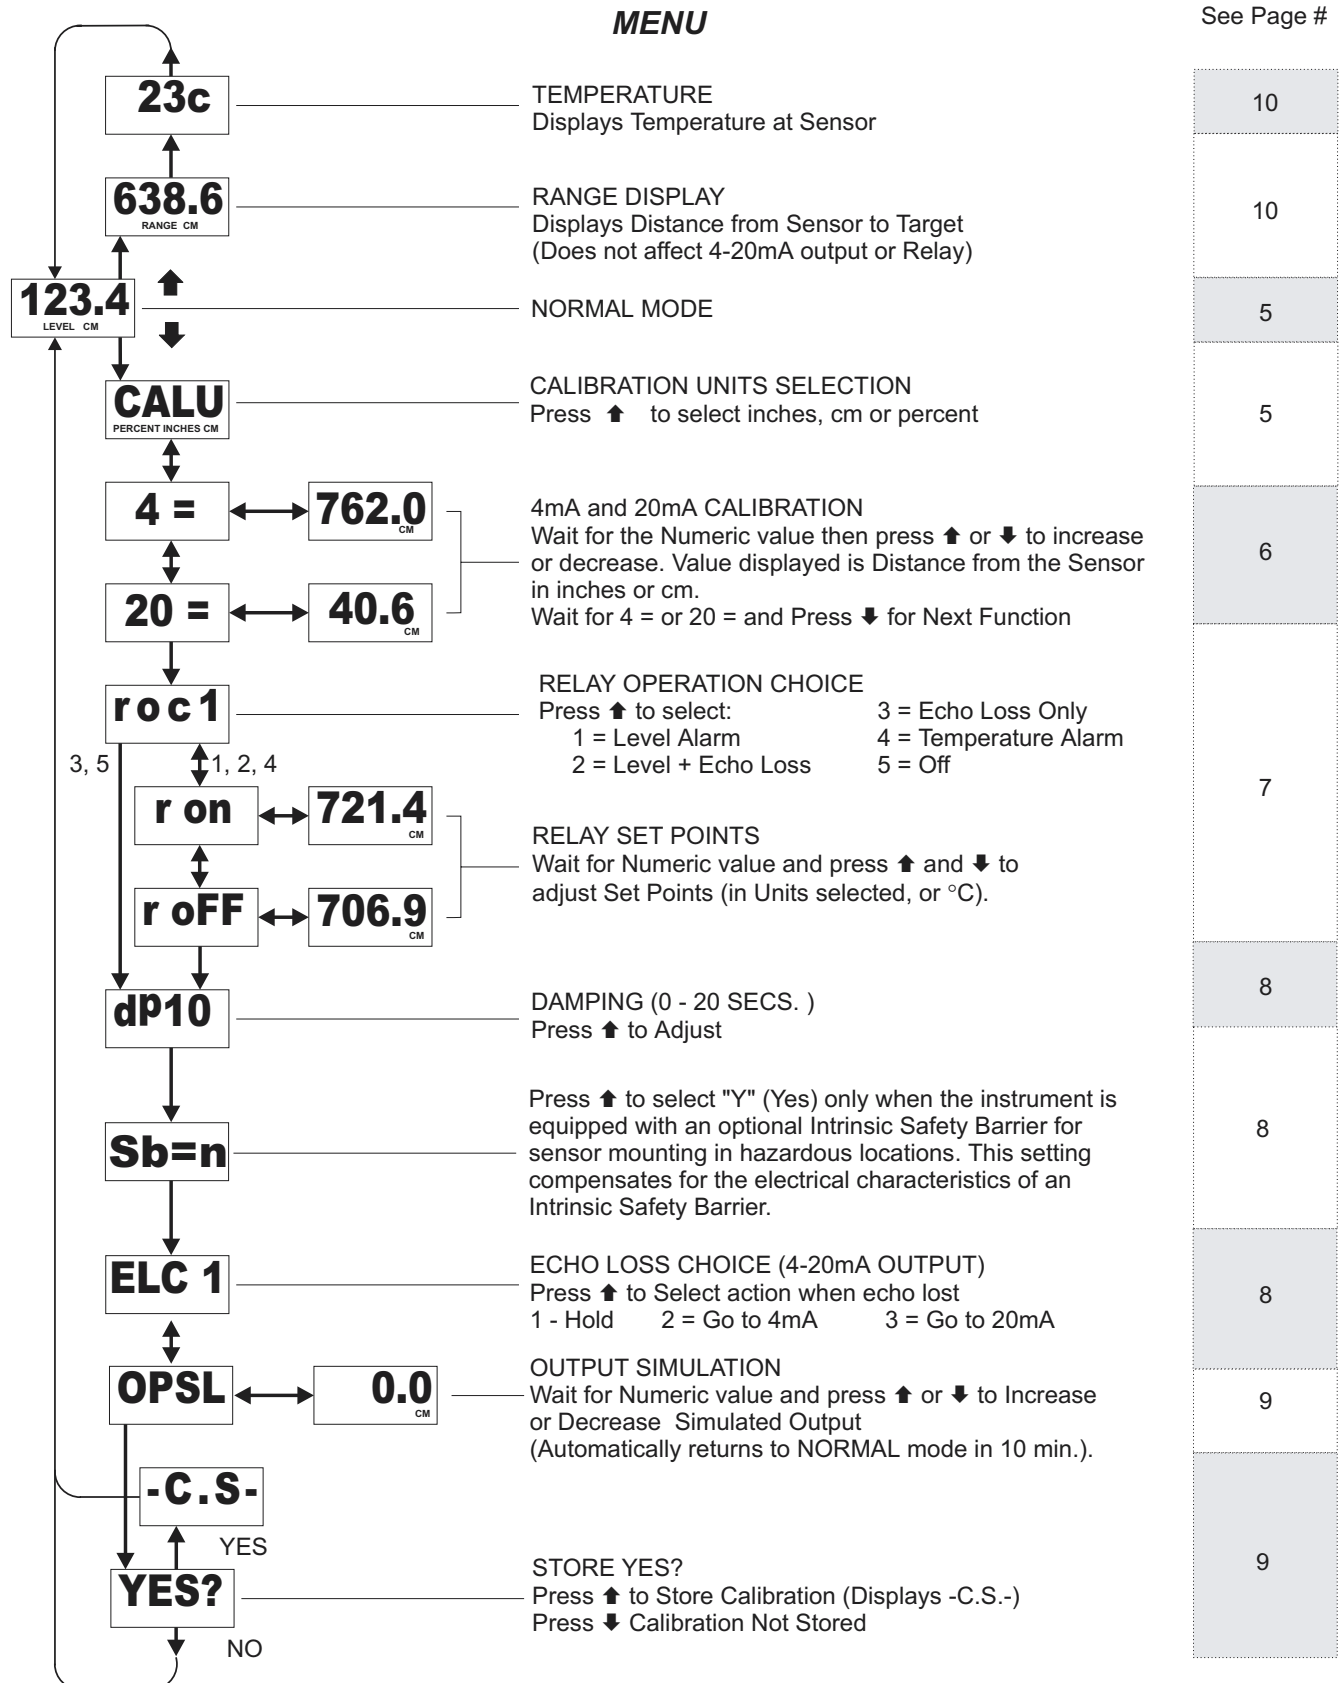 MENU
See Page #
23c
TEMPERATURE
Displays Temperature at Sensor
10
638.6
RANGE CM
RANGE DISPLAY
Displays Distance from Sensor to Target
(Does not affect 4-20mA output or Relay)
10
123.4
LEVEL CM
NORMAL MODE
5
CALU
PERCENT INCHES CM
CALIBRATION UNITS SELECTION
Press ⬆ to select inches, cm or percent
5
4 =
762.0
CM
20 =
40.6
CM
4mA and 20mA CALIBRATION
Wait for the Numeric value then press ⬆ or ⬇ to increase
or decrease. Value displayed is Distance from the Sensor
in inches or cm.
Wait for 4 = or 20 = and Press ⬇ for Next Function
6
roc1
RELAY OPERATION CHOICE
Press ⬆ to select: 3 = Echo Loss Only
1 = Level Alarm 4 = Temperature Alarm
2 = Level + Echo Loss 5 = Off
3, 5
1, 2, 4
7
r on
721.4
CM
r oFF
706.9
CM
RELAY SET POINTS
Wait for Numeric value and press ⬆ and ⬇ to
adjust Set Points (in Units selected, or °C).
dP10
DAMPING (0 - 20 SECS. )
Press ⬆ to Adjust
8
Sb=n
Press ⬆ to select "Y" (Yes) only when the instrument is
equipped with an optional Intrinsic Safety Barrier for
sensor mounting in hazardous locations. This setting
compensates for the electrical characteristics of an
Intrinsic Safety Barrier.
8
ELC 1
ECHO LOSS CHOICE (4-20mA OUTPUT)
Press ⬆ to Select action when echo lost
1 - Hold 2 = Go to 4mA 3 = Go to 20mA
8
OPSL
0.0
CM
OUTPUT SIMULATION
Wait for Numeric value and press ⬆ or ⬇ to Increase
or Decrease Simulated Output
(Automatically returns to NORMAL mode in 10 min.).
9
-C.S-
YES
YES?
NO
STORE YES?
Press ⬆ to Store Calibration (Displays -C.S.-)
Press ⬇ Calibration Not Stored
9